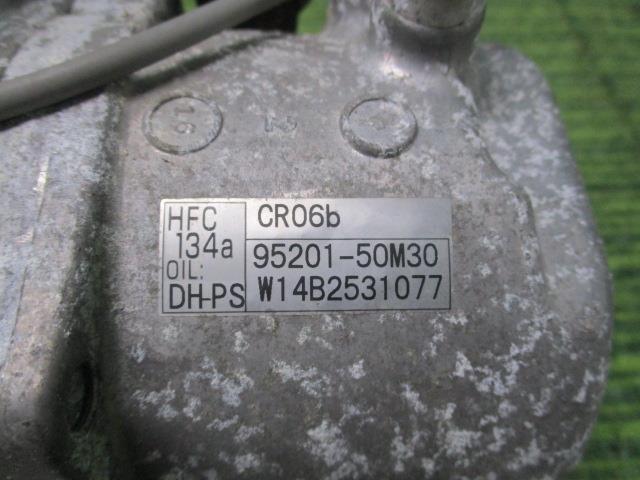 HFC
134a
OIL:
DH-PS
CR06b
95201-50M30
W14B2531077